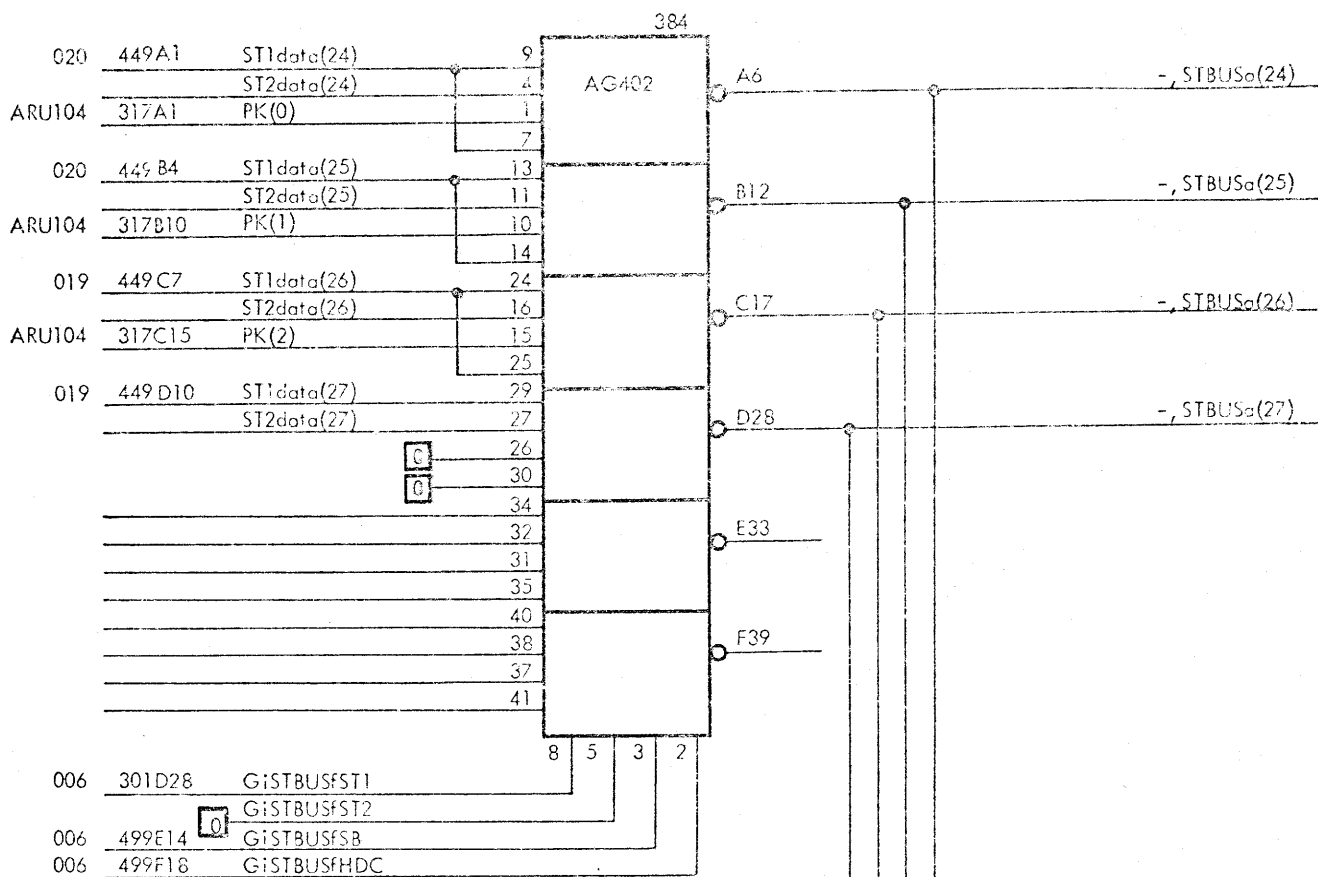 384
020 449A1 ST1data(24) 9
ST2data(24) 4
ARU104 317A1 PK(0) 1
7
AG402
A6 -,STBUSa(24)
020 449B4 ST1data(25) 13
ST2data(25) 11
ARU104 317B10 PK(1) 10
14
B12 -,STBUSa(25)
019 449C7 ST1data(26) 24
ST2data(26) 16
ARU104 317C15 PK(2) 15
25
C17 -,STBUSa(26)
019 449D10 ST1data(27) 29
ST2data(27) 27
0 26
0 30
D28 -,STBUSa(27)
34
32
31
35
E33
40
38
37
41
F39
8 5 3 2
006 301D28 GiSTBUSfST1
0 GiSTBUSfST2
006 499E14 GiSTBUSfSB
006 499F18 GiSTBUSfHDC